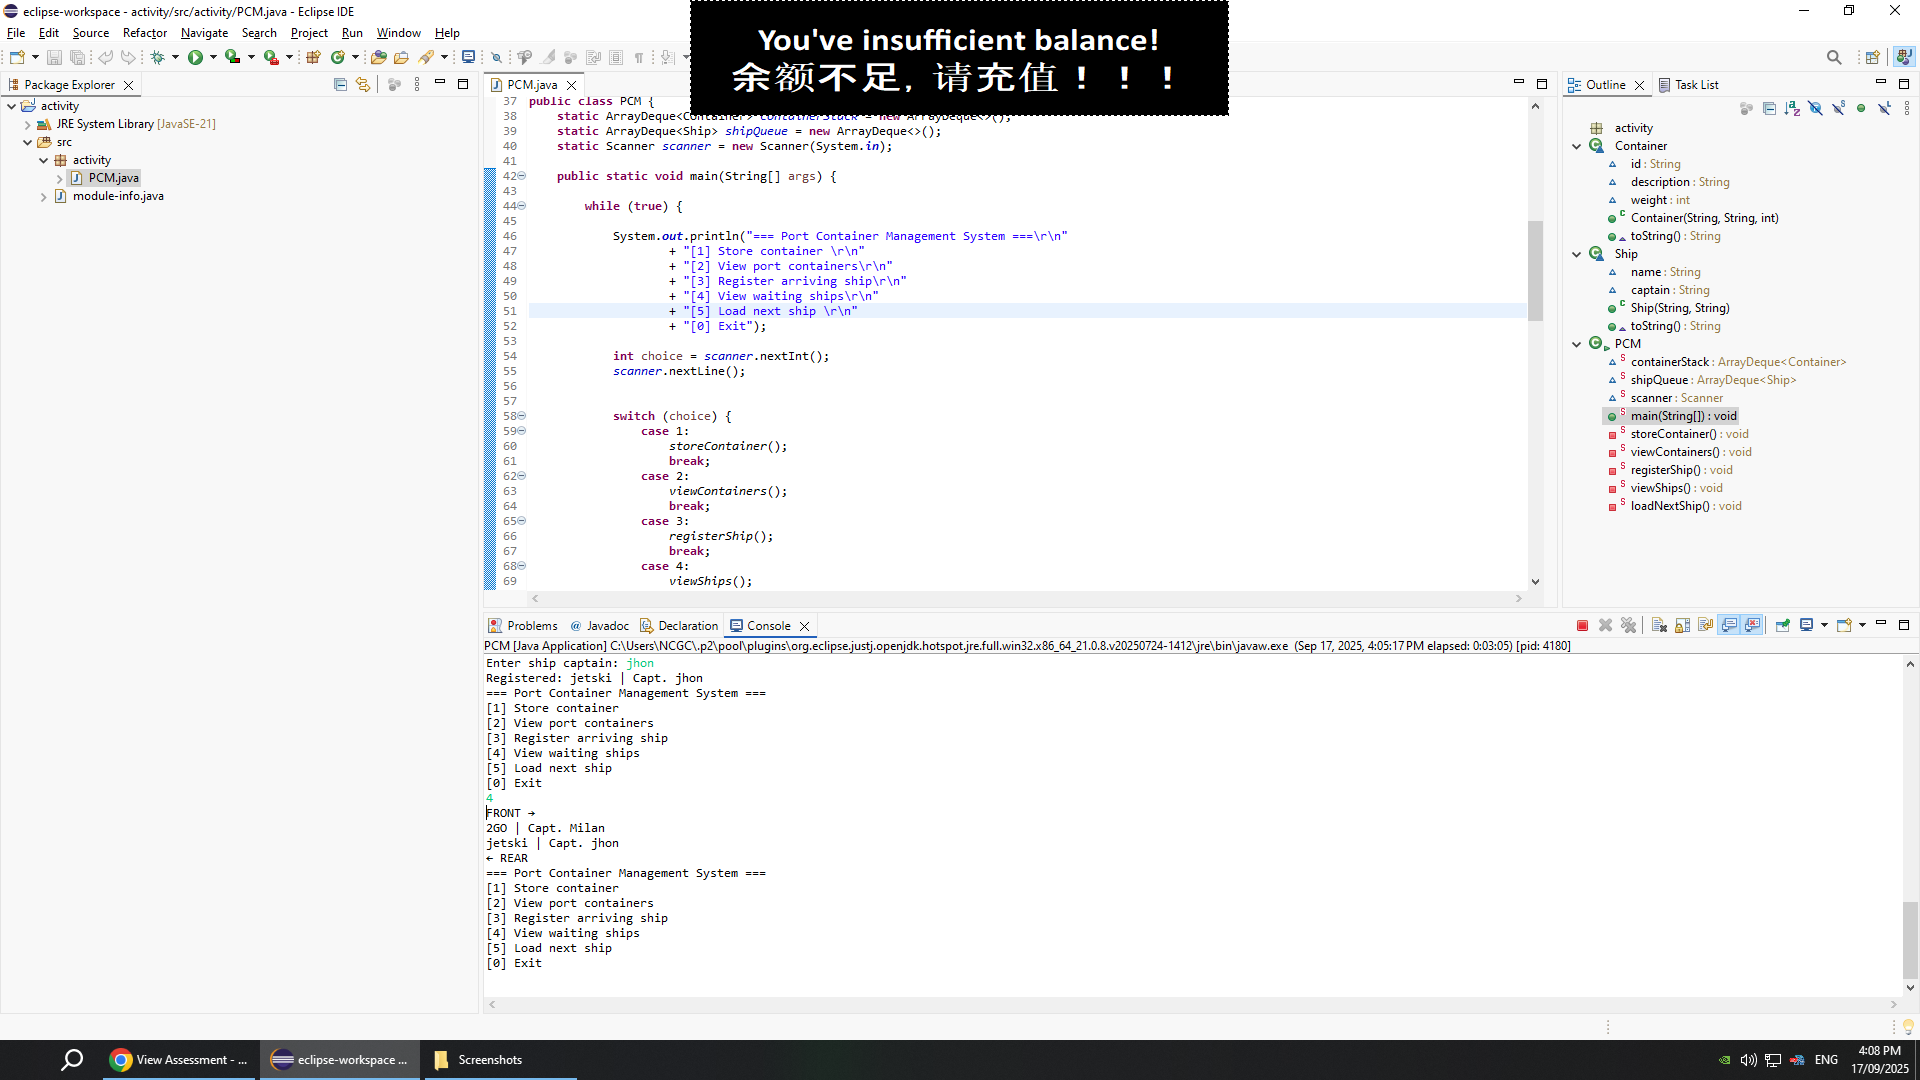 eclipse-workspace - activity/src/activity/PCM.java - Eclipse IDE
You've insufficient balance!
余额不足, 请充值！！！
File Edit Source Refactor Navigate Search Project Run Window Help
Package Explorer
activity
JRE System Library [JavaSE-21]
src
activity
PCM.java
module-info.java
PCM.java
37 public class PCM {
38 static ArrayDeque<Container> containerStack = new ArrayDeque<>();
39 static ArrayDeque<Ship> shipQueue = new ArrayDeque<>();
40 static Scanner scanner = new Scanner(System.in);
41
42 public static void main(String[] args) {
43
44 while (true) {
45
46 System.out.println("=== Port Container Management System ===\r\n"
47 + "[1] Store container \r\n"
48 + "[2] View port containers\r\n"
49 + "[3] Register arriving ship\r\n"
50 + "[4] View waiting ships\r\n"
51 + "[5] Load next ship \r\n"
52 + "[0] Exit");
53
54 int choice = scanner.nextInt();
55 scanner.nextLine();
56
57
58 switch (choice) {
59 case 1:
60 storeContainer();
61 break;
62 case 2:
63 viewContainers();
64 break;
65 case 3:
66 registerShip();
67 break;
68 case 4:
69 viewShips();
Outline Task List
activity
Container
id : String
description : String
weight : int
Container(String, String, int)
toString() : String
Ship
name : String
captain : String
Ship(String, String)
toString() : String
PCM
containerStack : ArrayDeque<Container>
shipQueue : ArrayDeque<Ship>
scanner : Scanner
main(String[]) : void
storeContainer() : void
viewContainers() : void
registerShip() : void
viewShips() : void
loadNextShip() : void
Problems Javadoc Declaration Console
PCM [Java Application] C:\Users\NCGC\.p2\pool\plugins\org.eclipse.justj.openjdk.hotspot.jre.full.win32.x86_64_21.0.8.v20250724-1412\jre\bin\javaw.exe (Sep 17, 2025, 4:05:17 PM elapsed: 0:03:05) [pid: 4180]
Enter ship captain: jhon
Registered: jetski | Capt. jhon
=== Port Container Management System ===
[1] Store container
[2] View port containers
[3] Register arriving ship
[4] View waiting ships
[5] Load next ship
[0] Exit
4
FRONT →
2GO | Capt. Milan
jetski | Capt. jhon
← REAR
=== Port Container Management System ===
[1] Store container
[2] View port containers
[3] Register arriving ship
[4] View waiting ships
[5] Load next ship
[0] Exit
View Assessment - ...
eclipse-workspace ...
Screenshots
ENG
4:08 PM
17/09/2025